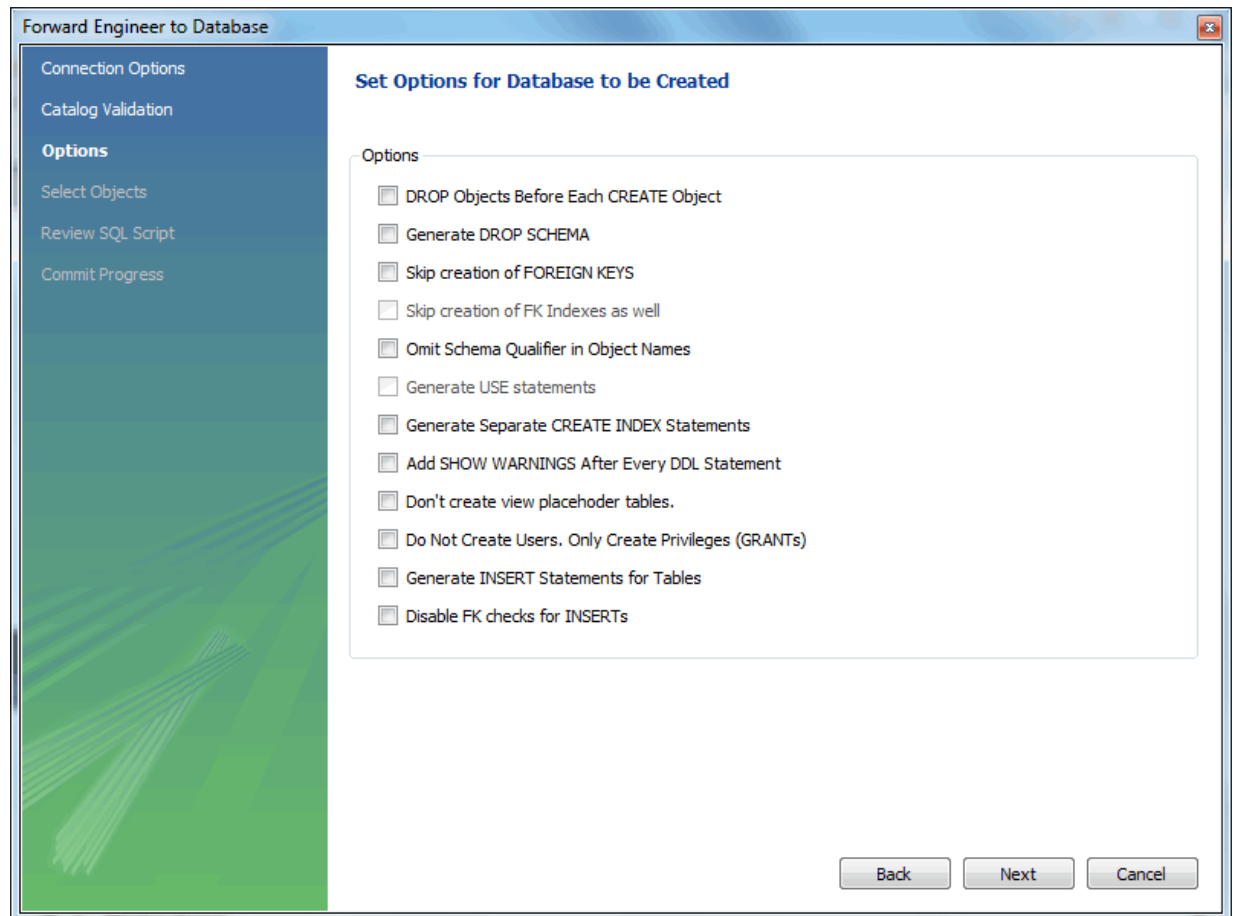 Forward Engineer to Database
Connection Options
Catalog Validation
Options
Select Objects
Review SQL Script
Commit Progress
Set Options for Database to be Created
Options
DROP Objects Before Each CREATE Object
Generate DROP SCHEMA
Skip creation of FOREIGN KEYS
Skip creation of FK Indexes as well
Omit Schema Qualifier in Object Names
Generate USE statements
Generate Separate CREATE INDEX Statements
Add SHOW WARNINGS After Every DDL Statement
Don't create view placehoder tables.
Do Not Create Users. Only Create Privileges (GRANTs)
Generate INSERT Statements for Tables
Disable FK checks for INSERTs
Back Next Cancel